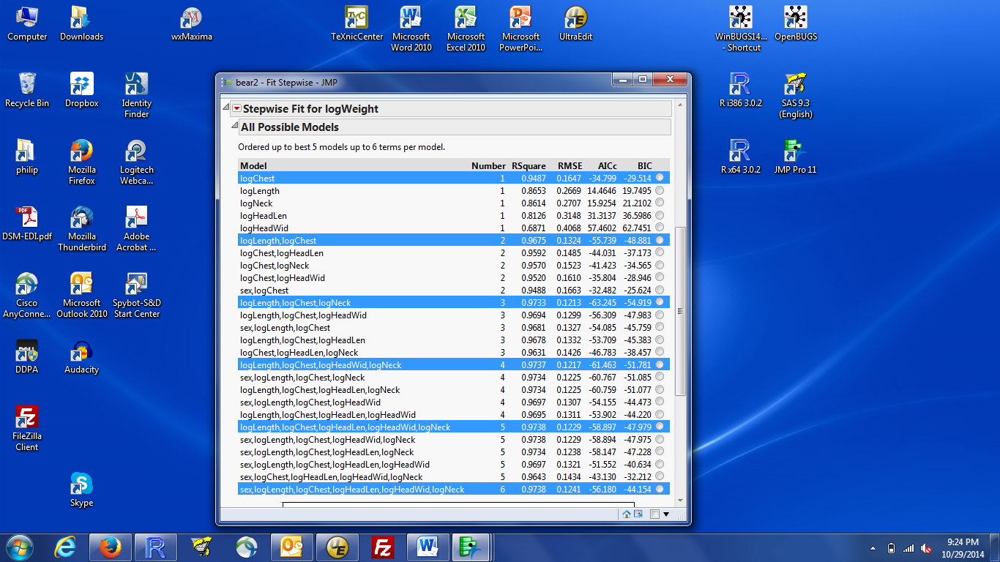 Computer
Downloads
wxMaxima
TeXnicCenter
Microsoft
Word 2010
Microsoft
Excel 2010
Microsoft
PowerPoi...
UltraEdit
WinBUGS14...
- Shortcut
OpenBUGS
Recycle Bin
Dropbox
Identity
Finder
R i386 3.0.2
SAS 9.3
(English)
philip
Mozilla
Firefox
Logitech
Webca...
R x64 3.0.2
JMP Pro 11
DSM-EDI.pdf
Mozilla
Thunderbird
Adobe
Acrobat ...
Cisco
AnyConne...
Microsoft
Outlook 2010
Spybot-S&D
Start Center
DDPA
Audacity
FileZilla
Client
Skype
bear2 - Fit Stepwise - JMP
Stepwise Fit for logWeight
All Possible Models
Ordered up to best 5 models up to 6 terms per model.
Model Number RSquare RMSE AICc BIC
logChest 1 0.9487 0.1647 -34.799 -29.514
logLength 1 0.8653 0.2669 14.4646 19.7495
logNeck 1 0.8614 0.2707 15.9254 21.2102
logHeadLen 1 0.8126 0.3148 31.3137 36.5986
logHeadWid 1 0.6871 0.4068 57.4602 62.7451
logLength,logChest 2 0.9675 0.1324 -55.739 -48.881
logChest,logHeadLen 2 0.9592 0.1485 -44.031 -37.173
logChest,logNeck 2 0.9570 0.1523 -41.423 -34.565
logChest,logHeadWid 2 0.9520 0.1610 -35.804 -28.946
sex,logChest 2 0.9488 0.1663 -32.482 -25.624
logLength,logChest,logNeck 3 0.9733 0.1213 -63.245 -54.919
logLength,logChest,logHeadWid 3 0.9694 0.1299 -56.309 -47.983
sex,logLength,logChest 3 0.9681 0.1327 -54.085 -45.759
logLength,logChest,logHeadLen 3 0.9678 0.1332 -53.709 -45.383
logChest,logHeadLen,logNeck 3 0.9631 0.1426 -46.783 -38.457
logLength,logChest,logHeadWid,logNeck 4 0.9737 0.1217 -61.463 -51.781
sex,logLength,logChest,logNeck 4 0.9734 0.1225 -60.767 -51.085
logLength,logChest,logHeadLen,logNeck 4 0.9734 0.1225 -60.759 -51.077
sex,logLength,logChest,logHeadWid 4 0.9697 0.1307 -54.155 -44.473
logLength,logChest,logHeadLen,logHeadWid 4 0.9695 0.1311 -53.902 -44.220
logLength,logChest,logHeadLen,logHeadWid,logNeck 5 0.9738 0.1229 -58.897 -47.979
sex,logLength,logChest,logHeadWid,logNeck 5 0.9738 0.1229 -58.894 -47.975
sex,logLength,logChest,logHeadLen,logNeck 5 0.9734 0.1238 -58.147 -47.228
sex,logLength,logChest,logHeadLen,logHeadWid 5 0.9697 0.1321 -51.552 -40.634
sex,logChest,logHeadLen,logHeadWid,logNeck 5 0.9643 0.1434 -43.130 -32.212
sex,logLength,logChest,logHeadLen,logHeadWid,logNeck 6 0.9738 0.1241 -56.180 -44.154
9:24 PM
10/29/2014